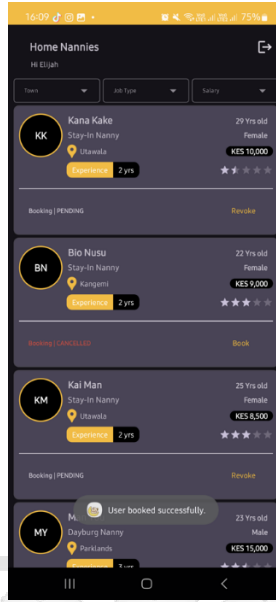 16:09 75%
Home Nannies
Hi Elijah
Town Job Type Salary
KK
Kana Kake
Stay-In Nanny
Utawala
Experience 2 yrs
29 Yrs old
Female
KES 10,000
Booking | PENDING Revoke
BN
Bio Nusu
Stay-In Nanny
Kangemi
Experience 2 yrs
22 Yrs old
Female
KES 9,000
Booking | CANCELLED Book
KM
Kai Man
Stay-In Nanny
Utawala
Experience 2 yrs
25 Yrs old
Female
KES 8,500
Booking | PENDING Revoke
User booked successfully.
MY
Dayburg Nanny
Parklands
Experience 3 yrs
23 Yrs old
Male
KES 15,000